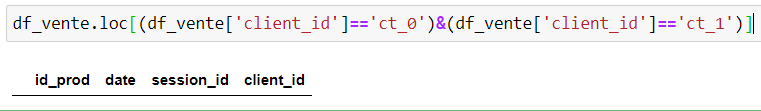 df_vente.loc[(df_vente['client_id']=='ct_0')&(df_vente['client_id']=='ct_1')]
id_prod date session_id client_id